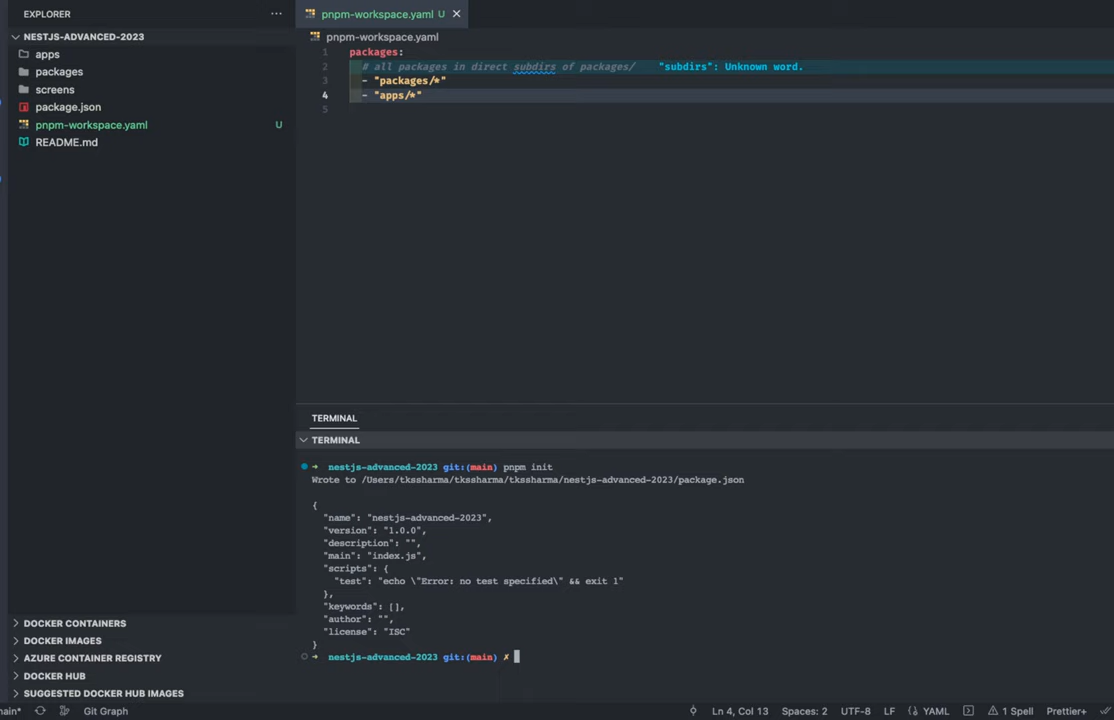 EXPLORER
NESTJS-ADVANCED-2023
apps
packages
screens
package.json
pnpm-workspace.yaml U
README.md
DOCKER CONTAINERS
DOCKER IMAGES
AZURE CONTAINER REGISTRY
DOCKER HUB
SUGGESTED DOCKER HUB IMAGES
pnpm-workspace.yaml U
pnpm-workspace.yaml
1 packages:
2 # all packages in direct subdirs of packages/ "subdirs": Unknown word.
3 - "packages/*"
4 - "apps/*"
5
TERMINAL
TERMINAL
➜ nestjs-advanced-2023 git:(main) pnpm init
Wrote to /Users/tkssharma/tkssharma/tkssharma/nestjs-advanced-2023/package.json
{
"name": "nestjs-advanced-2023",
"version": "1.0.0",
"description": "",
"main": "index.js",
"scripts": {
"test": "echo \"Error: no test specified\" && exit 1"
},
"keywords": [],
"author": "",
"license": "ISC"
}
➜ nestjs-advanced-2023 git:(main) ✗
main* Git Graph Ln 4, Col 13 Spaces: 2 UTF-8 LF YAML 1 Spell Prettier+